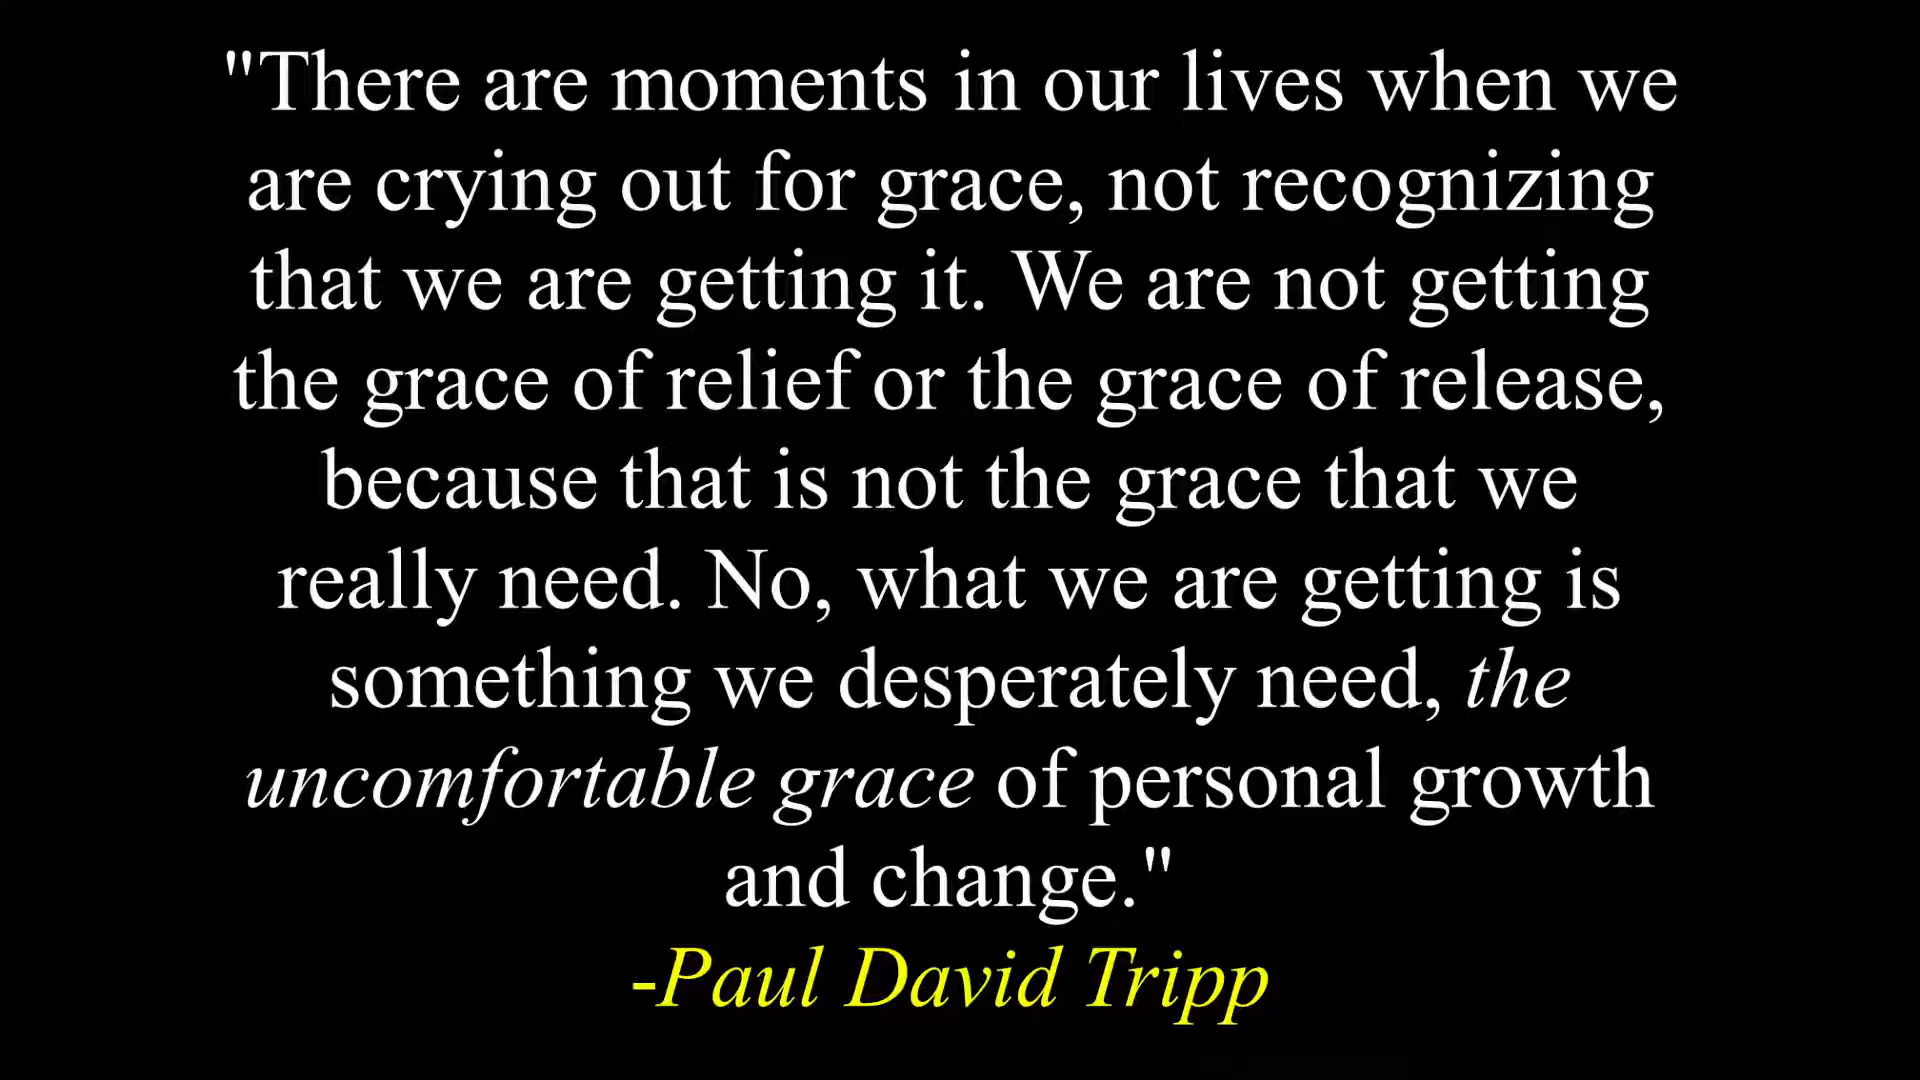 "There are moments in our lives when we
are crying out for grace, not recognizing
that we are getting it. We are not getting
the grace of relief or the grace of release,
because that is not the grace that we
really need. No, what we are getting is
something we desperately need, the
uncomfortable grace of personal growth
and change."
-Paul David Tripp